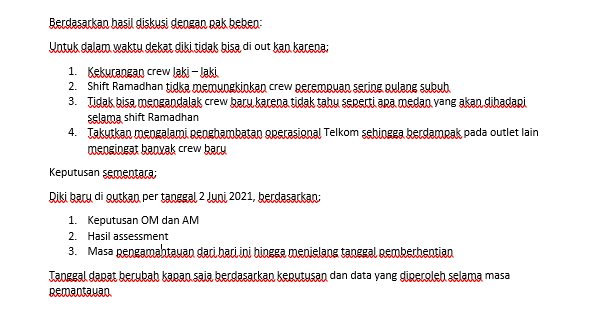 Berdasarkan hasil diskusi dengan pak beben:
Untuk dalam waktu dekat diki tidak bisa di out kan karena;
1. Kekurangan crew laki – laki
2. Shift Ramadhan tidka memungkinkan crew perempuan sering pulang subuh
3. Tidak bisa mengandalak crew baru karena tidak tahu seperti apa medan yang akan dihadapi
selama shift Ramadhan
4. Takutkan mengalami penghambatan operasional Telkom sehingga berdampak pada outlet lain
mengingat banyak crew baru
Keputusan sementara;
Diki baru di outkan per tanggal 2 Juni 2021, berdasarkan;
1. Keputusan OM dan AM
2. Hasil assessment
3. Masa pengamantauan dari hari ini hingga menjelang tanggal pemberhentian
Tanggal dapat berubah kapan saja berdasarkan keputusan dan data yang diperoleh selama masa
pemantauan